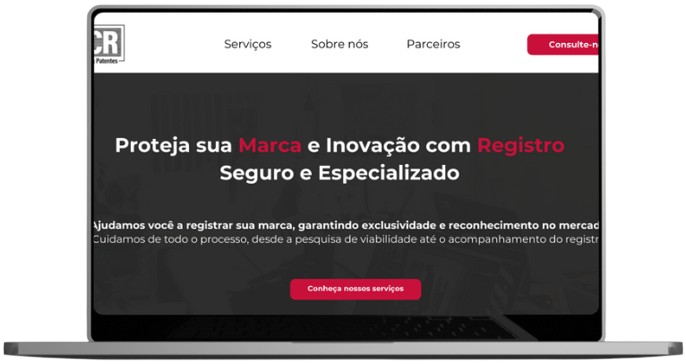 CR
Patentes
Serviços Sobre nós Parceiros Consulte-n
Proteja sua Marca e Inovação com Registro
Seguro e Especializado
Ajudamos você a registrar sua marca, garantindo exclusividade e reconhecimento no mercad
Cuidamos de todo o processo, desde a pesquisa de viabilidade até o acompanhamento do registr
Conheça nossos serviços